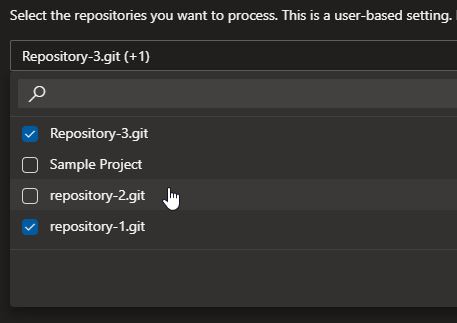 Select the repositories you want to process. This is a user-based setting.
Repository-3.git (+1)
Repository-3.git
Sample Project
repository-2.git
repository-1.git